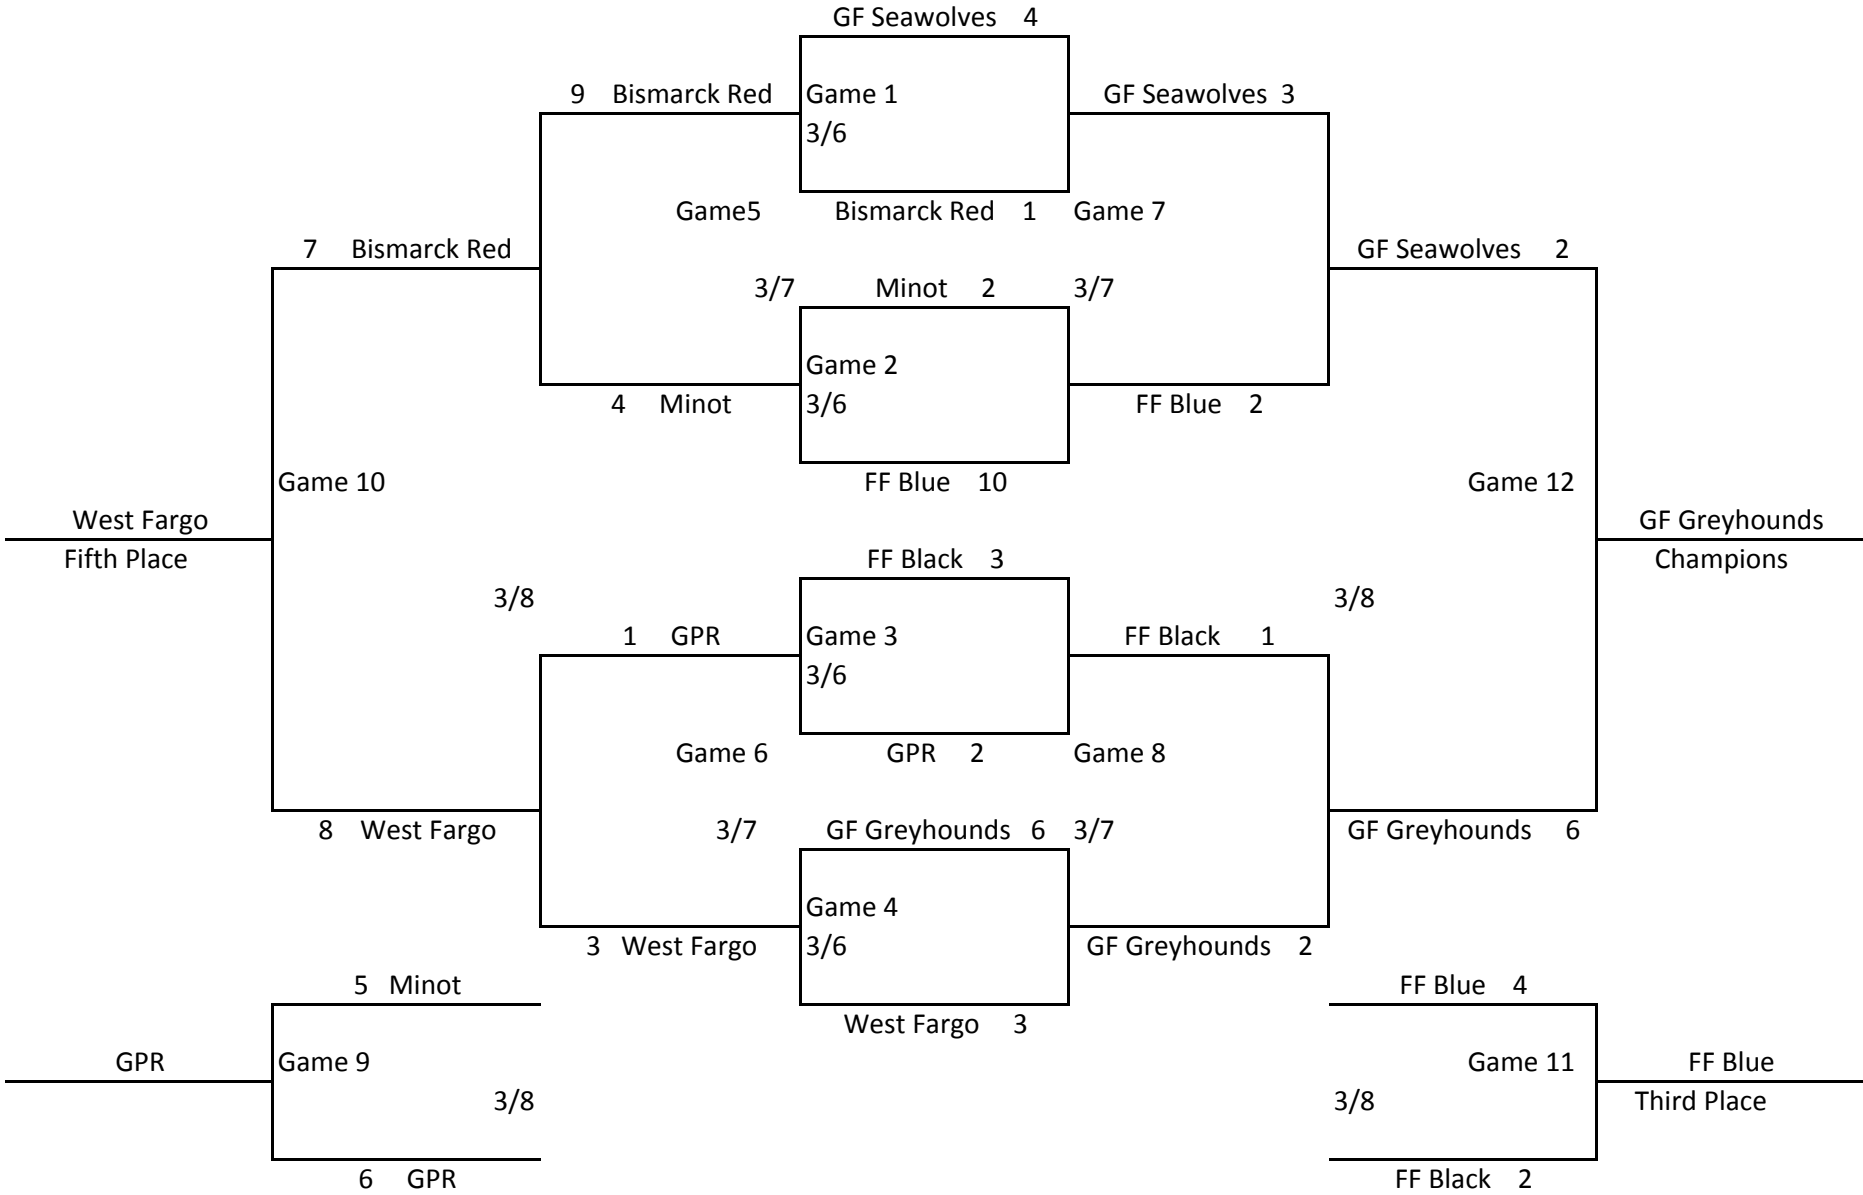 GF Seawolves 4
9 Bismarck Red Game 1 GF Seawolves 3
3/6
Game5 Bismarck Red 1 Game 7
7 Bismarck Red GF Seawolves 2
3/7 Minot 2 3/7
Game 2
4 Minot 3/6 FF Blue 2
Game 10 FF Blue 10 Game 12
West Fargo GF Greyhounds
Fifth Place FF Black 3 Champions
3/8 3/8
1 GPR Game 3 FF Black 1
3/6
Game 6 GPR 2 Game 8
8 West Fargo 3/7 GF Greyhounds 6 3/7 GF Greyhounds 6
Game 4
3 West Fargo 3/6 GF Greyhounds 2
5 Minot FF Blue 4
West Fargo 3
GPR Game 9 Game 11 FF Blue
3/8 3/8 Third Place
6 GPR FF Black 2